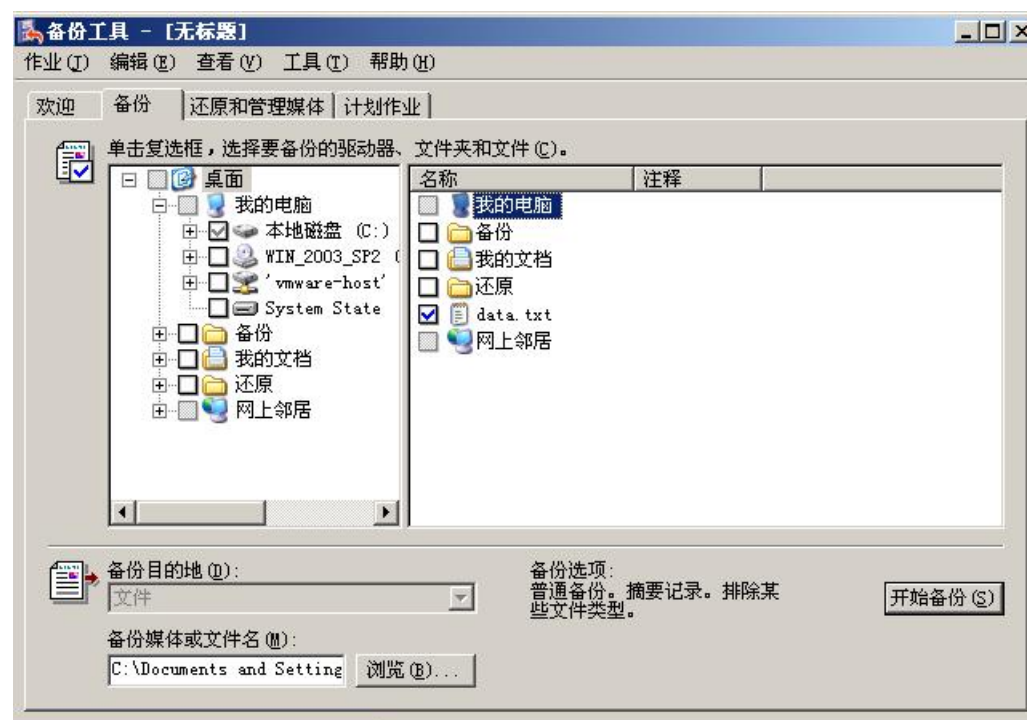 备份工具 - [无标题]
作业(J) 编辑(E) 查看(V) 工具(T) 帮助(H)
欢迎 备份 还原和管理媒体 计划作业
单击复选框，选择要备份的驱动器、文件夹和文件(C)。
桌面
我的电脑
本地磁盘 (C:)
WIN_2003_SP2 (
'vmware-host'
System State
备份
我的文档
还原
网上邻居
名称 注释
我的电脑
备份
我的文档
还原
data.txt
网上邻居
备份目的地(D):
文件
备份媒体或文件名(M):
C:\Documents and Setting
浏览(B)...
备份选项:
普通备份。摘要记录。排除某
些文件类型。
开始备份(S)